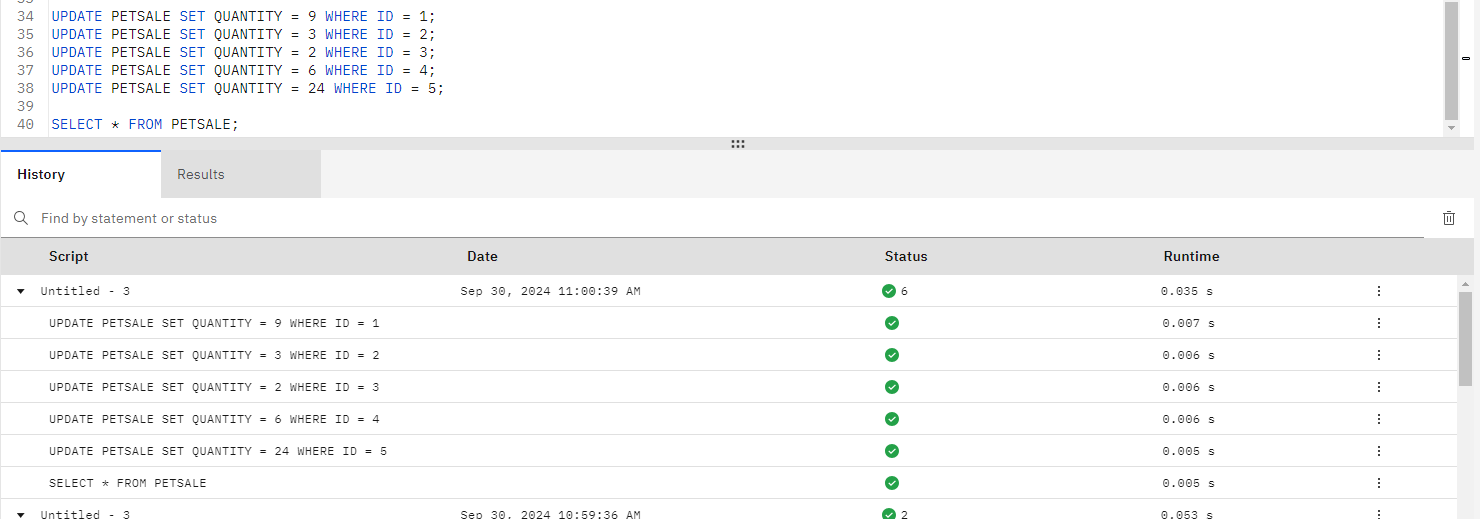 34 UPDATE PETSALE SET QUANTITY = 9 WHERE ID = 1;
35 UPDATE PETSALE SET QUANTITY = 3 WHERE ID = 2;
36 UPDATE PETSALE SET QUANTITY = 2 WHERE ID = 3;
37 UPDATE PETSALE SET QUANTITY = 6 WHERE ID = 4;
38 UPDATE PETSALE SET QUANTITY = 24 WHERE ID = 5;
39
40 SELECT * FROM PETSALE;
History Results
Find by statement or status
Script Date Status Runtime
Untitled - 3 Sep 30, 2024 11:00:39 AM 6 0.035 s
UPDATE PETSALE SET QUANTITY = 9 WHERE ID = 1 0.007 s
UPDATE PETSALE SET QUANTITY = 3 WHERE ID = 2 0.006 s
UPDATE PETSALE SET QUANTITY = 2 WHERE ID = 3 0.006 s
UPDATE PETSALE SET QUANTITY = 6 WHERE ID = 4 0.006 s
UPDATE PETSALE SET QUANTITY = 24 WHERE ID = 5 0.005 s
SELECT * FROM PETSALE 0.005 s
Untitled - 3 Sep 30, 2024 10:59:36 AM 2 0.053 s